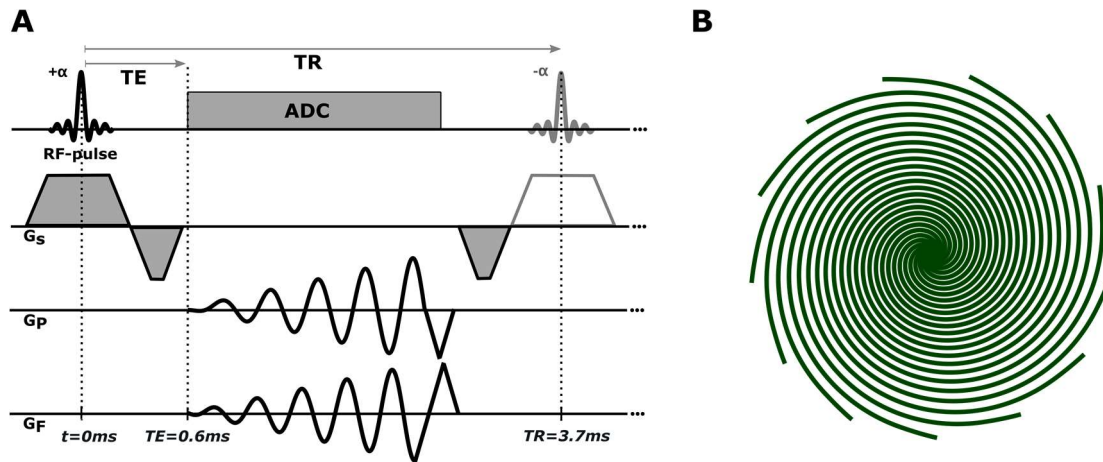 A
B
+α
TE
TR
-α
ADC
...
RF-pulse
Gs
...
GP
...
GF
...
t=0ms
TE=0.6ms
TR=3.7ms